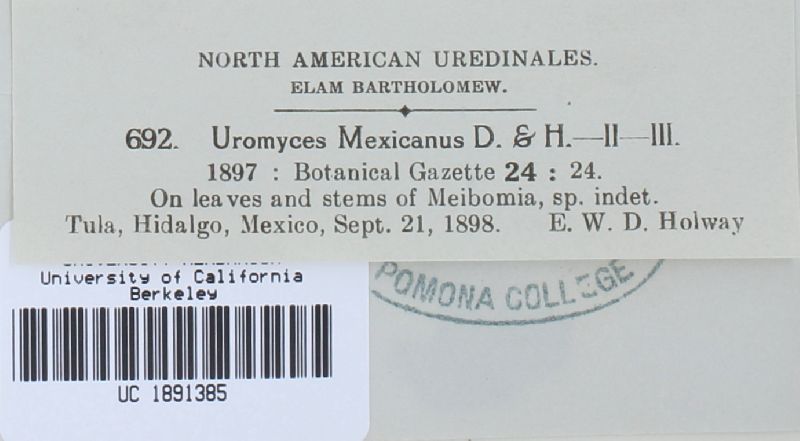 NORTH AMERICAN UREDINALES.
ELAM BARTHOLOMEW.
692. Uromyces Mexicanus D. & H.—II—III.
1897 : Botanical Gazette 24 : 24.
On leaves and stems of Meibomia, sp. indet.
Tula, Hidalgo, Mexico, Sept. 21, 1898. E. W. D. Holway
University of California
Berkeley
UC 1891385
POMONA COLLEGE